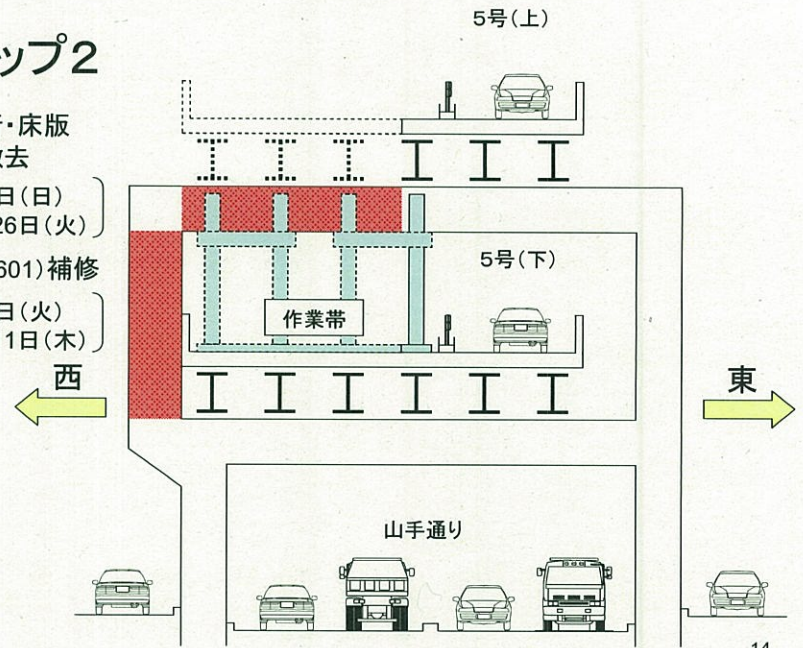 5号(上)
ップ2
・床版
去
日(日)
26日(火)
601)補修
日(火)
1日(木)
5号(下)
作業帯
西
東
山手通り
14